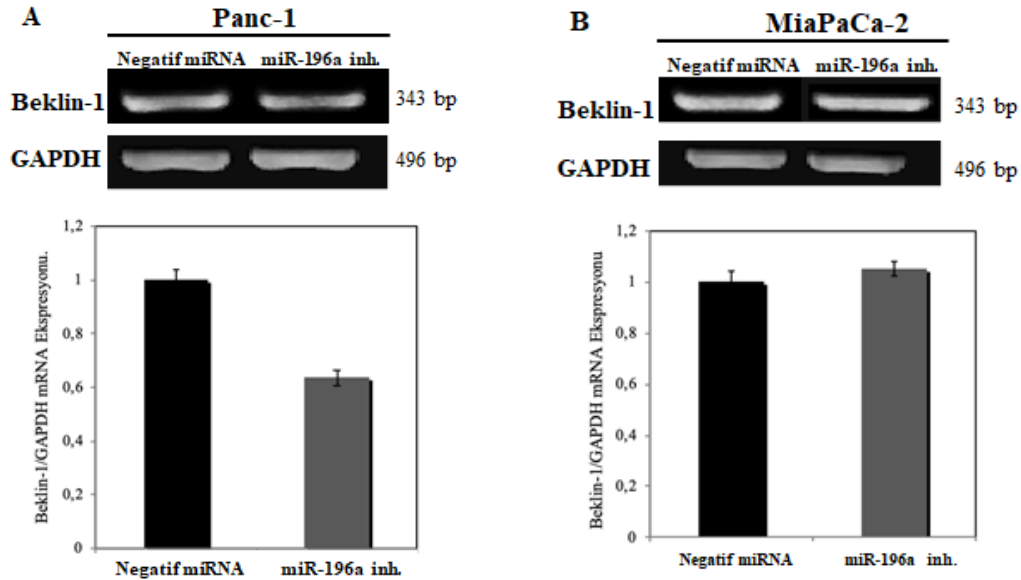 A
Panc-1
Negatif miRNA miR-196a inh.
Beklin-1
343 bp
GAPDH
496 bp
1,2
1
0,8
0,6
0,4
0,2
0
Beklin-1/GAPDH mRNA Ekspresyonu.
Negatif miRNA miR-196a inh.
B
MiaPaCa-2
Negatif miRNA miR-196a inh.
Beklin-1
343 bp
GAPDH
496 bp
1,2
1
0,8
0,6
0,4
0,2
0
Beklin-1/GAPDH mRNA Ekspresyonu
Negatif miRNA miR-196a inh.